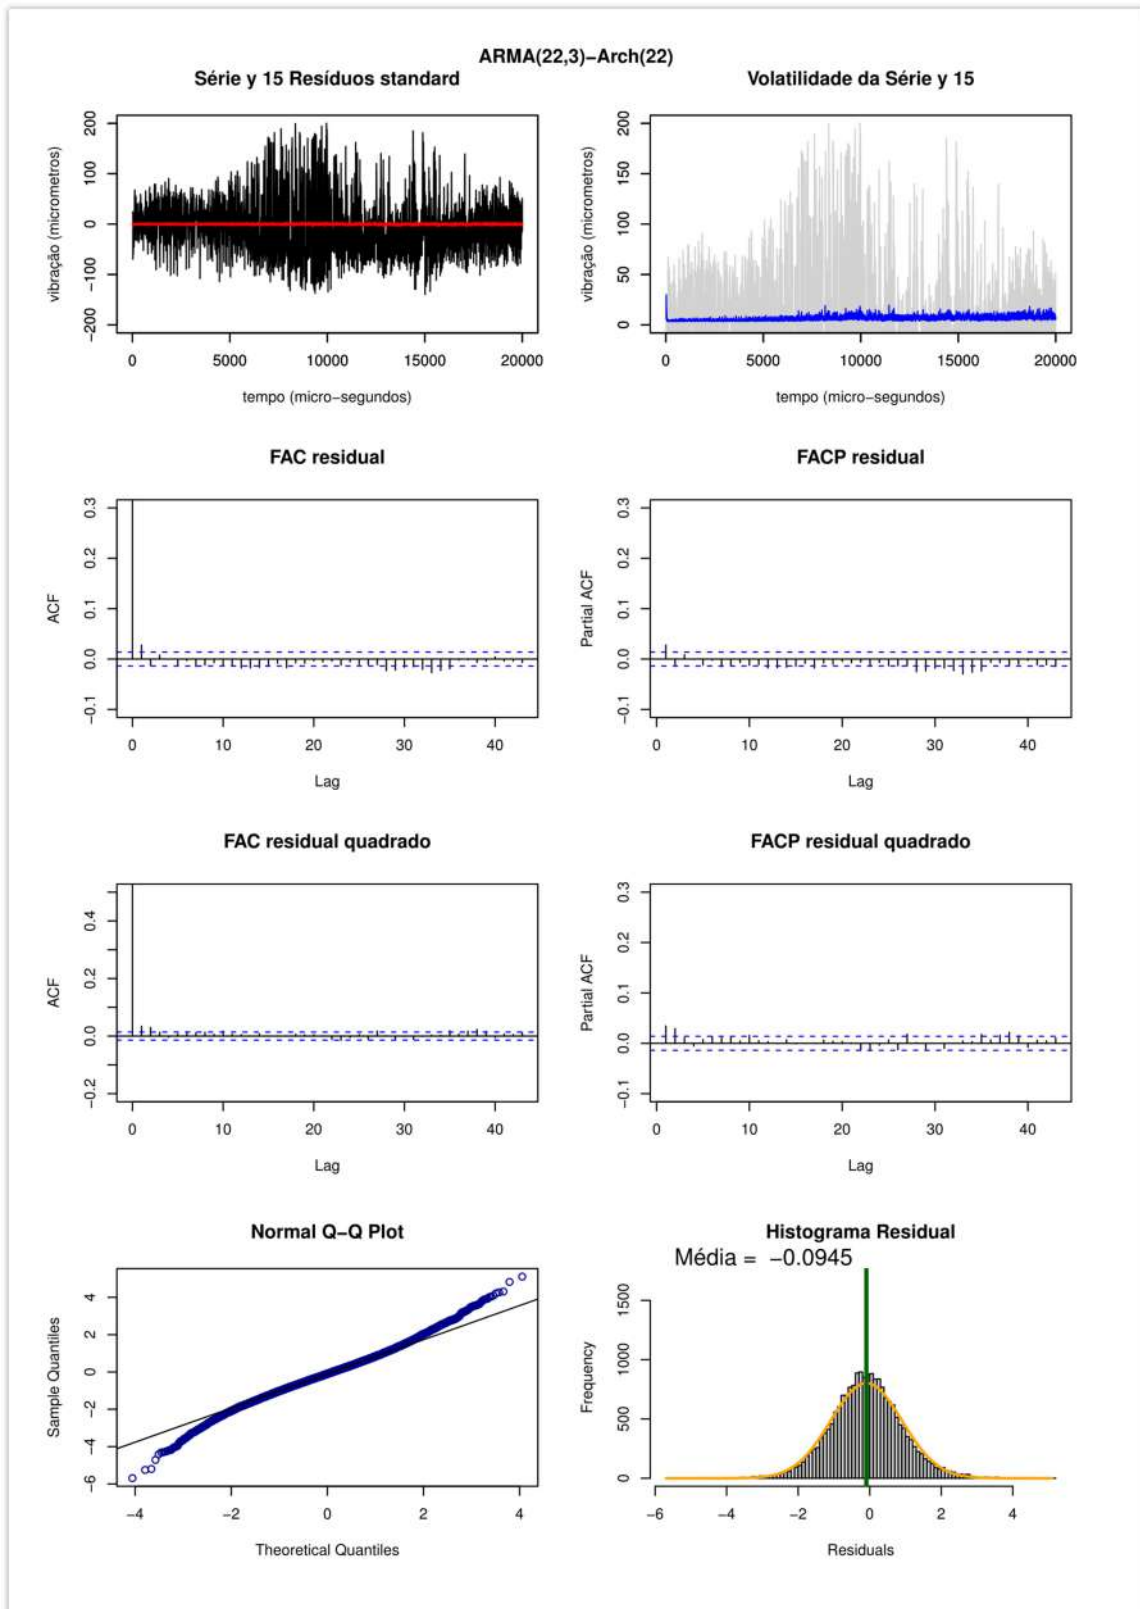 ARMA(22,3)−Arch(22)
Série y 15 Resíduos standard
vibração (micrometros)
200
100
0
−100
−200
0 5000 10000 15000 20000
tempo (micro−segundos)
Volatilidade da Série y 15
vibração (micrometros)
200
150
100
50
0
0 5000 10000 15000 20000
tempo (micro−segundos)
FAC residual
ACF
0.3
0.2
0.1
0.0
−0.1
0 10 20 30 40
Lag
FACP residual
Partial ACF
0.3
0.2
0.1
0.0
−0.1
0 10 20 30 40
Lag
FAC residual quadrado
ACF
0.4
0.2
0.0
−0.2
0 10 20 30 40
Lag
FACP residual quadrado
Partial ACF
0.3
0.2
0.1
0.0
−0.1
0 10 20 30 40
Lag
Normal Q−Q Plot
Sample Quantiles
4
2
0
−2
−4
−6
−4 −2 0 2 4
Theoretical Quantiles
Histograma Residual
Média = −0.0945
Frequency
1500
1000
500
0
−6 −4 −2 0 2 4
Residuals